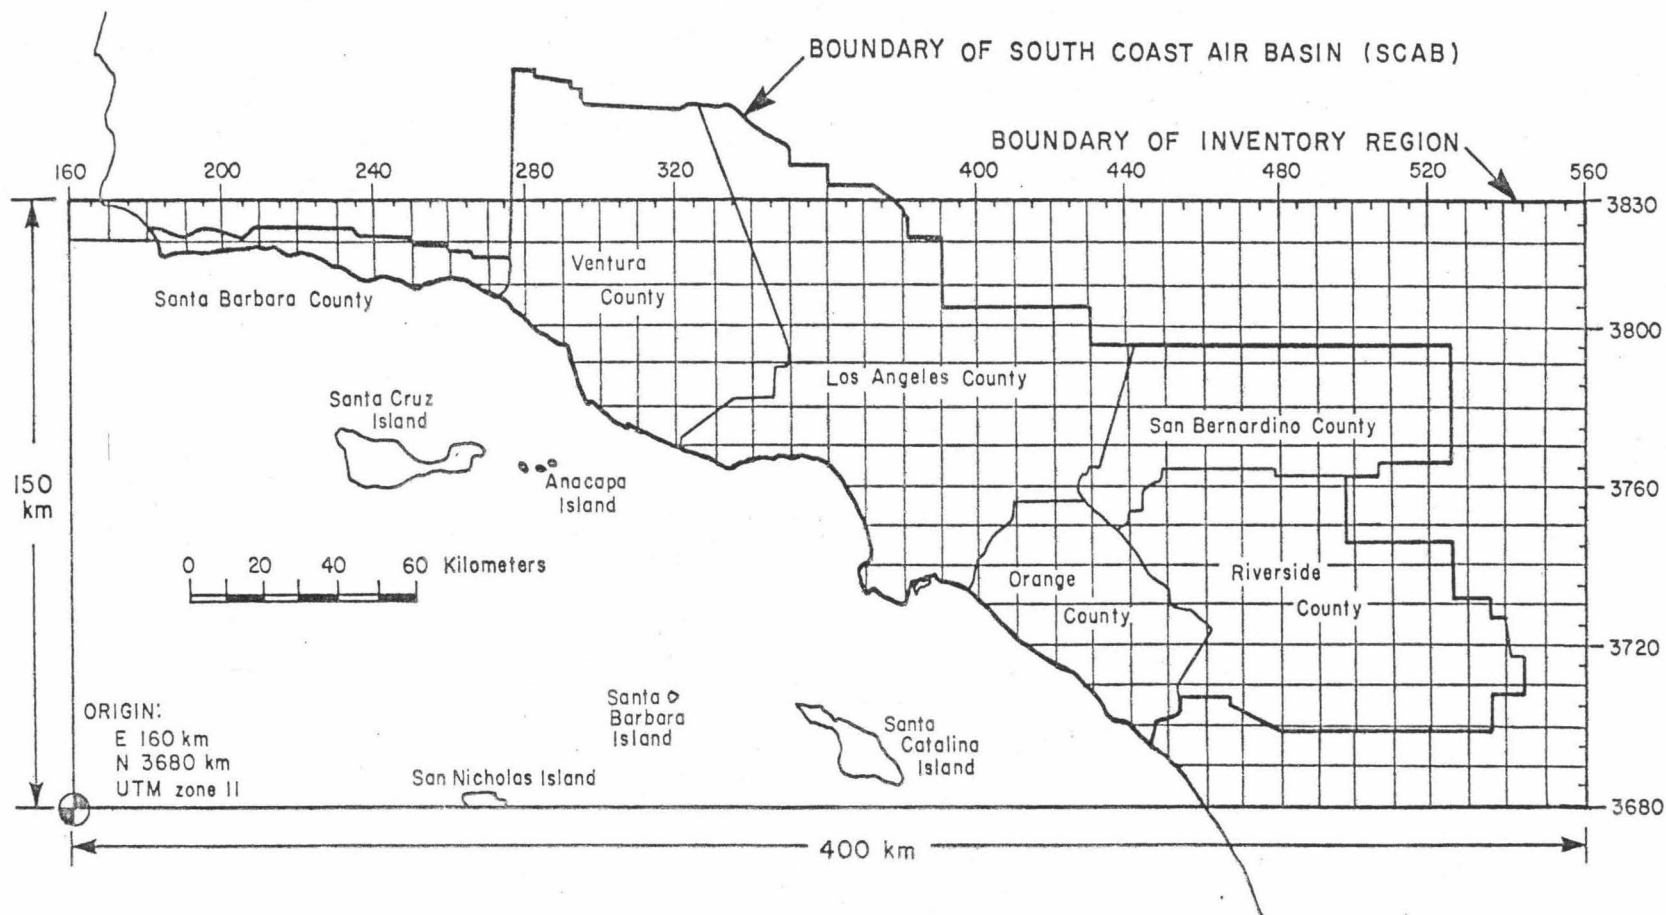 BOUNDARY OF SOUTH COAST AIR BASIN (SCAB)
BOUNDARY OF INVENTORY REGION
160 200 240 280 320 400 440 480 520 560
3830
Ventura
County
Santa Barbara County
3800
Los Angeles County
Santa Cruz
Island
San Bernardino County
150
km
Anacapa
Island
3760
0 20 40 60 Kilometers
Orange
County
Riverside
County
3720
ORIGIN:
E 160 km
N 3680 km
UTM zone 11
Santa
Barbara
Island
Santa
Catalina
Island
San Nicholas Island
3680
400 km